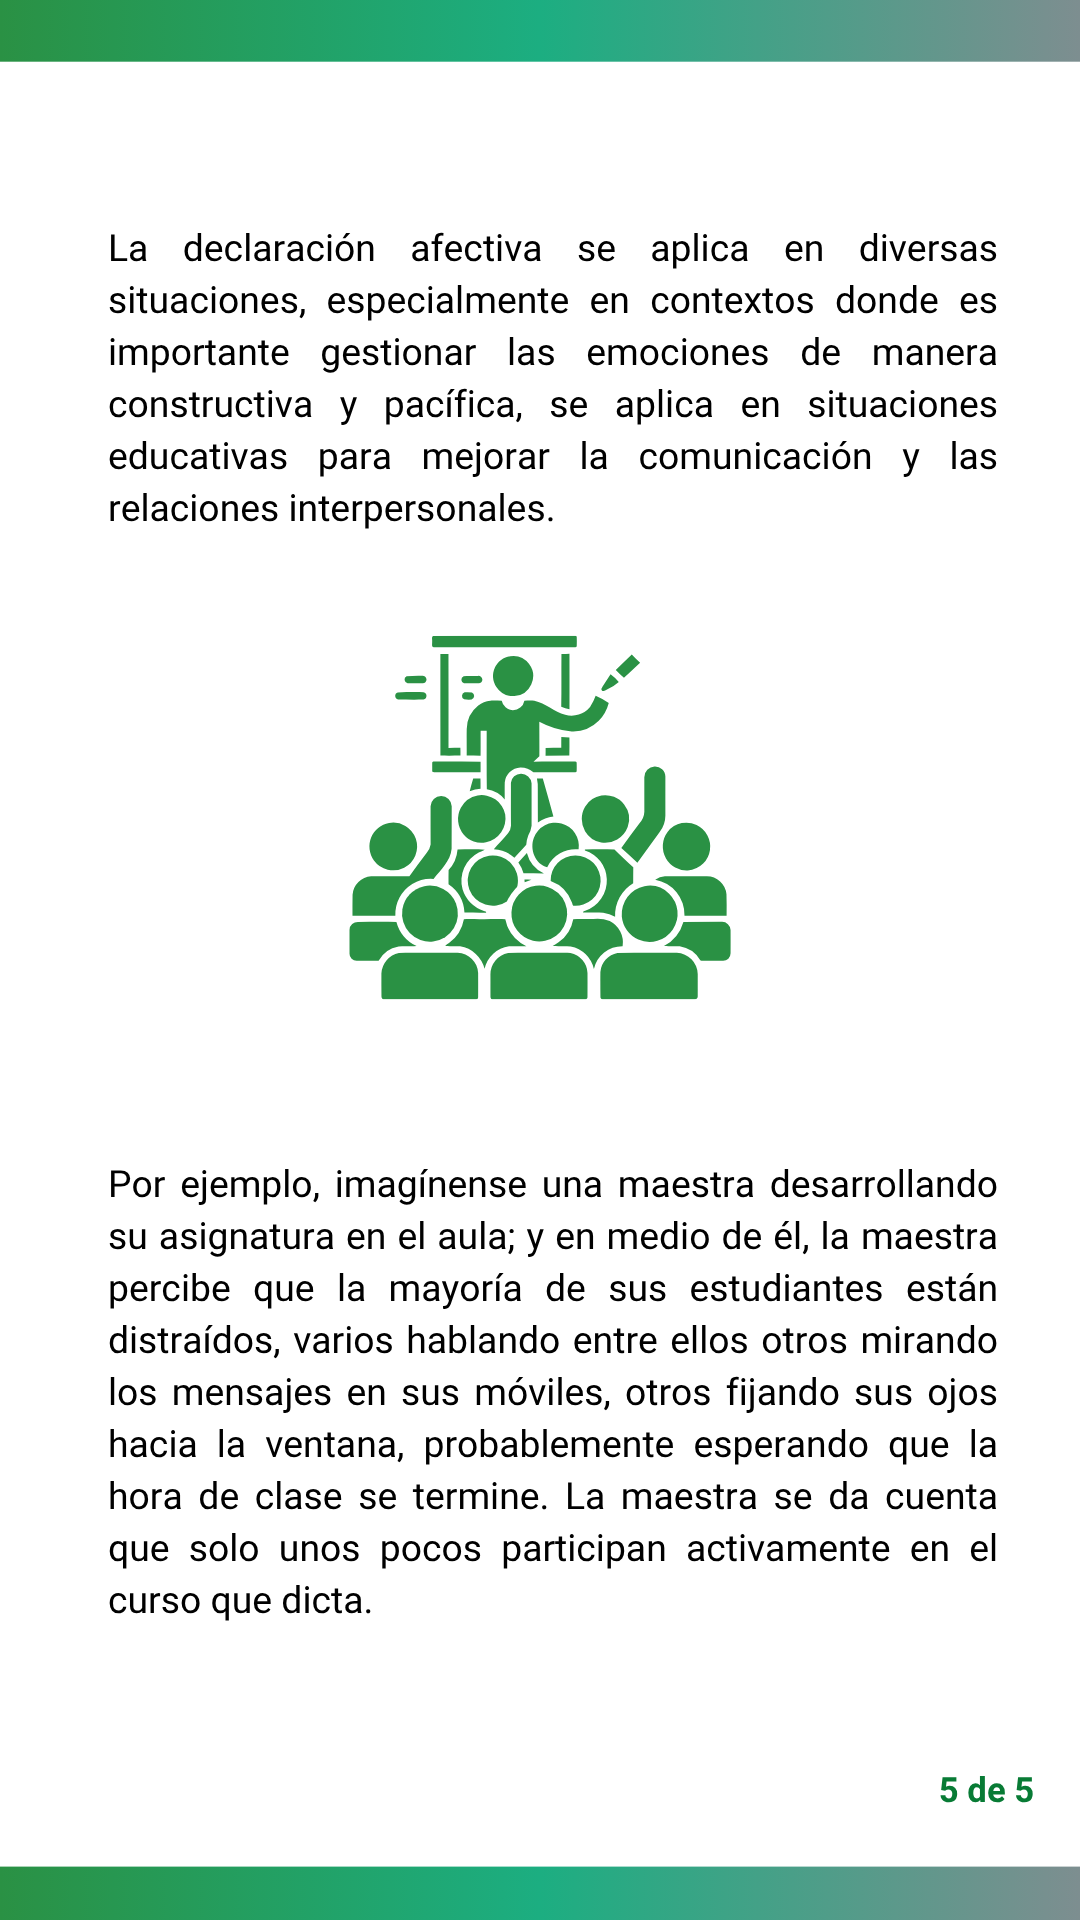 La declaración afectiva se aplica en diversas
situaciones, especialmente en contextos donde es
importante gestionar las emociones de manera
constructiva y pacífica, se aplica en situaciones
educativas para mejorar la comunicación y las
relaciones interpersonales.
Por ejemplo, imagínense una maestra desarrollando
su asignatura en el aula; y en medio de él, la maestra
percibe que la mayoría de sus estudiantes están
distraídos, varios hablando entre ellos otros mirando
los mensajes en sus móviles, otros fijando sus ojos
hacia la ventana, probablemente esperando que la
hora de clase se termine. La maestra se da cuenta
que solo unos pocos participan activamente en el
curso que dicta.
5 de 5